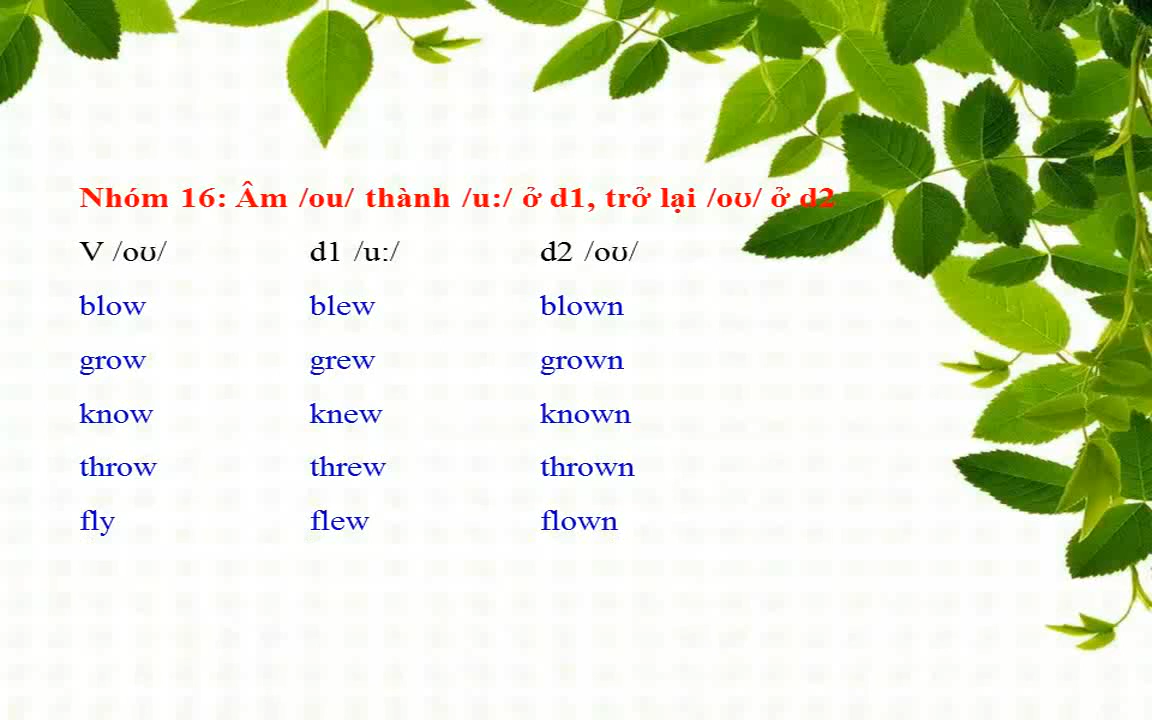 Nhóm 16: Âm /ou/ thành /u:/ ở d1, trở lại /oʊ/ ở d2
V /oʊ/ d1 /u:/ d2 /oʊ/
blow blew blown
grow grew grown
know knew known
throw threw thrown
fly flew flown